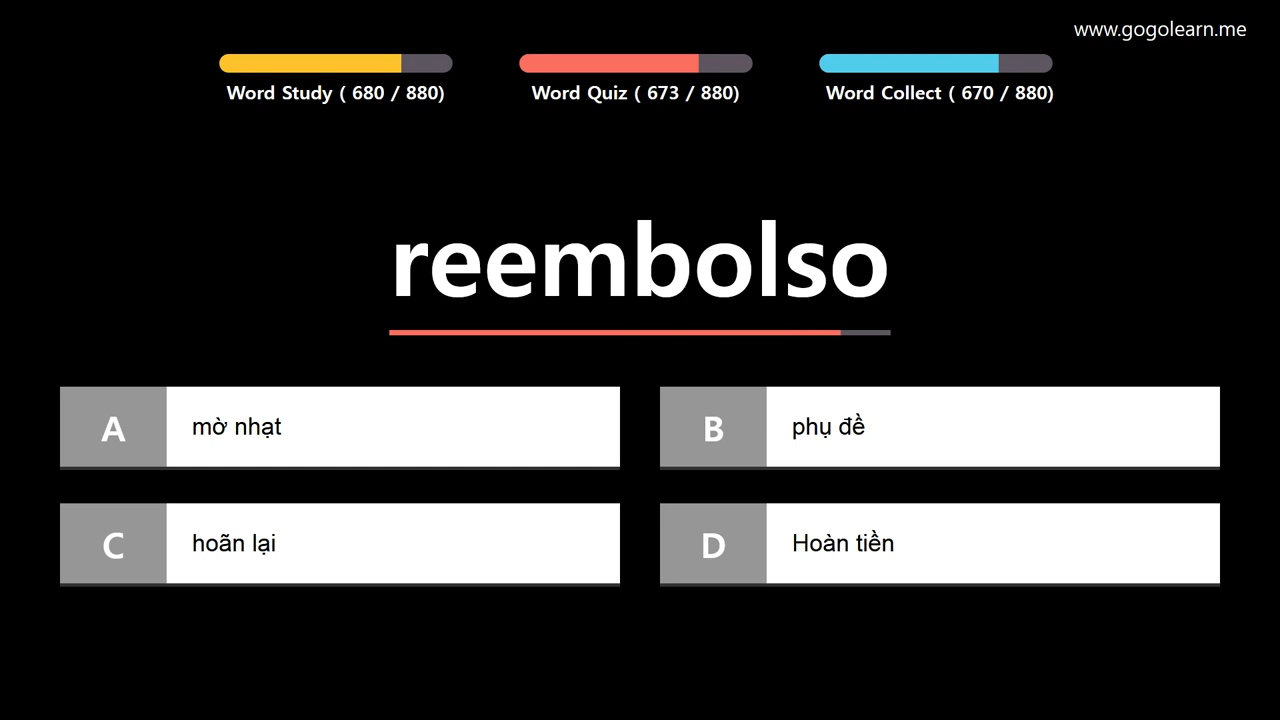 www.gogolearn.me
Word Study ( 680 / 880)
Word Quiz ( 673 / 880)
Word Collect ( 670 / 880)
reembolso
A
mờ nhạt
B
phụ đề
C
hoãn lại
D
Hoàn tiền